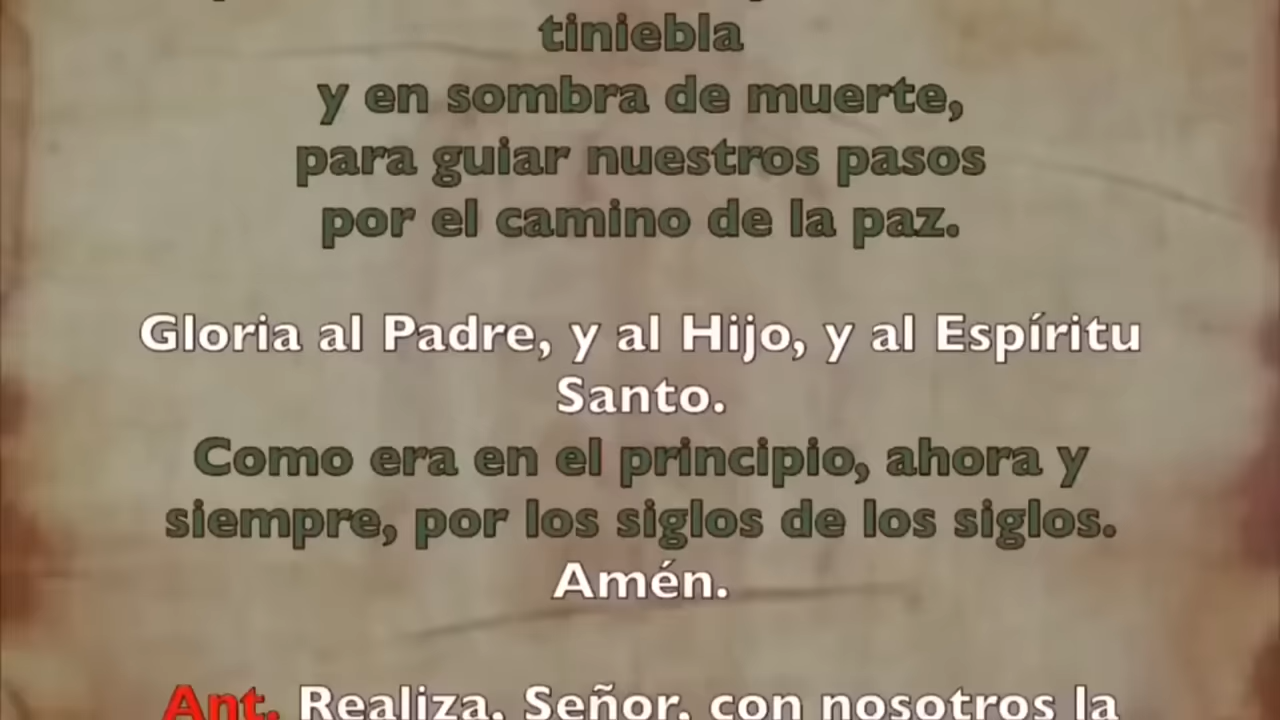 tiniebla
y en sombra de muerte,
para guiar nuestros pasos
por el camino de la paz.
Gloria al Padre, y al Hijo, y al Espíritu
Santo.
Como era en el principio, ahora y
siempre, por los siglos de los siglos.
Amén.
Ant. Realiza, Señor, con nosotros la